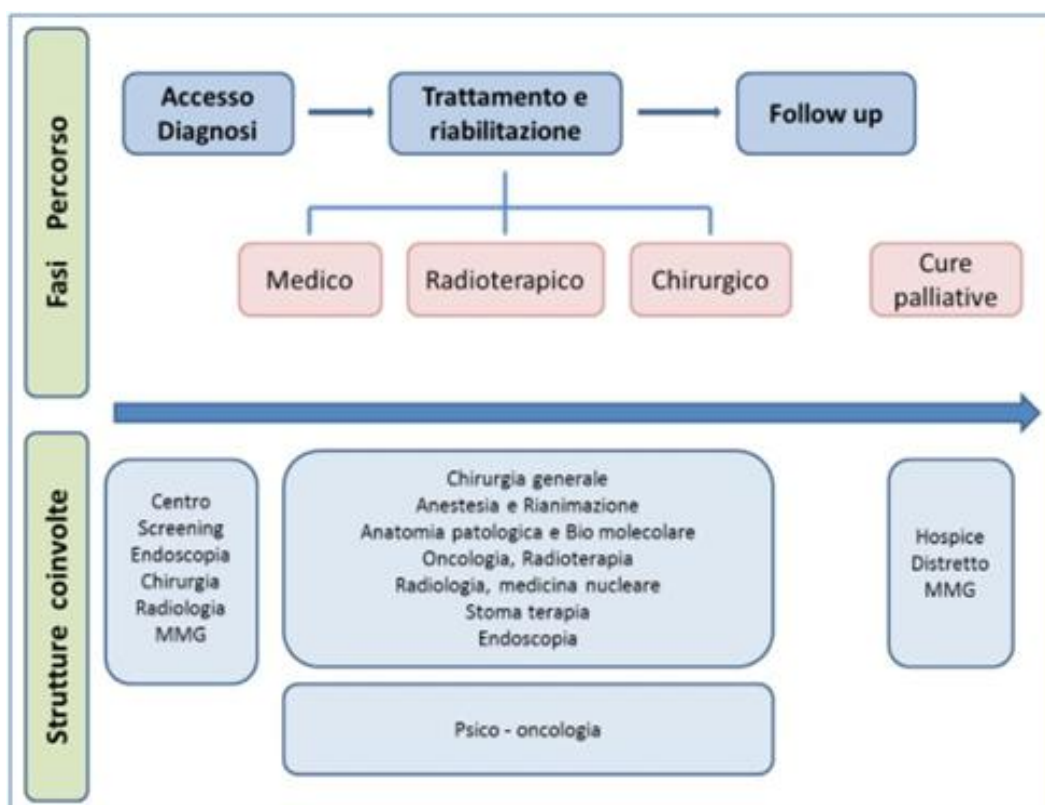 Fasi Percorso
Accesso
Diagnosi
Trattamento e
riabilitazione
Follow up
Medico
Radioterapico
Chirurgico
Cure
palliative
Strutture coinvolte
Centro
Screening
Endoscopia
Chirurgia
Radiologia
MMG
Chirurgia generale
Anestesia e Rianimazione
Anatomia patologica e Bio molecolare
Oncologia, Radioterapia
Radiologia, medicina nucleare
Stoma terapia
Endoscopia
Psico - oncologia
Hospice
Distretto
MMG